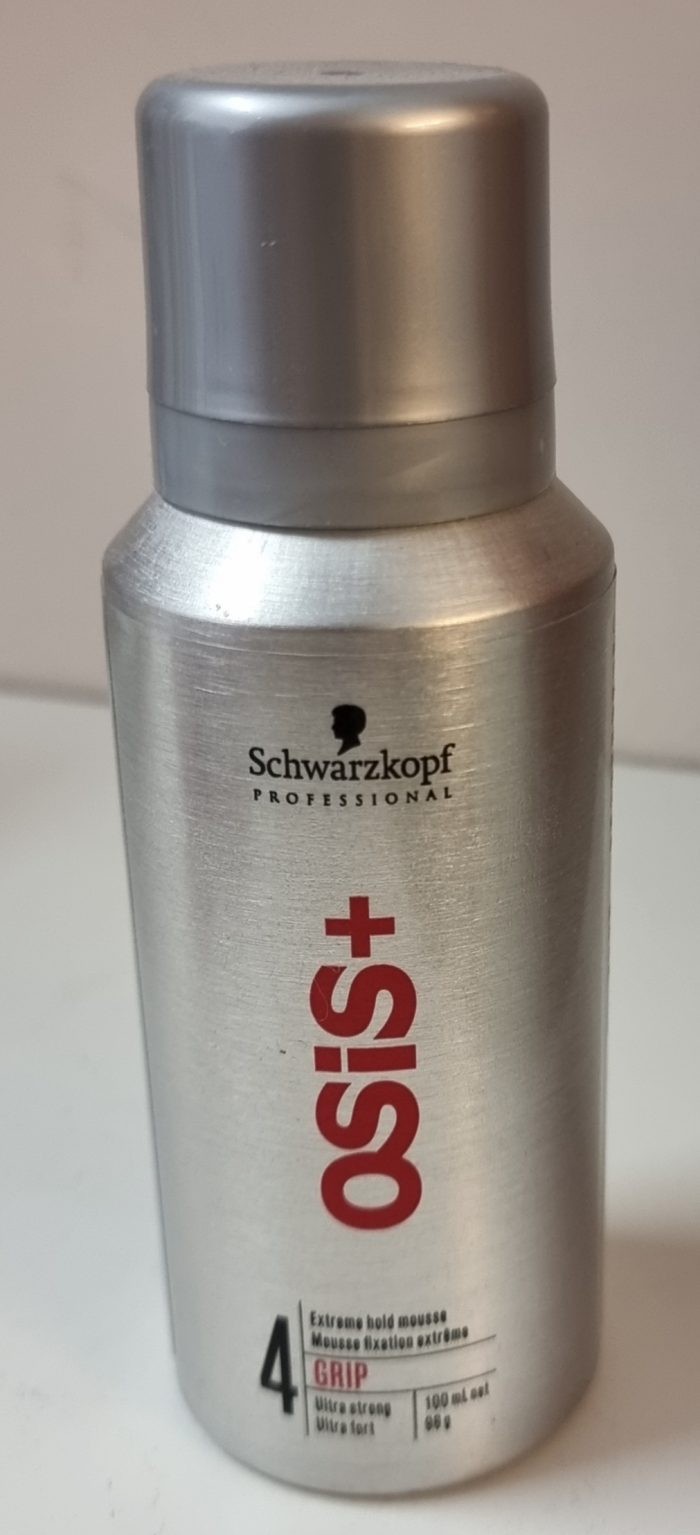 Schwarzkopf
PROFESSIONAL
OSiS+
4
Extreme hold mousse
Mousse fixation extrême
GRIP
Ultra strong
Ultra fort
100 mL net